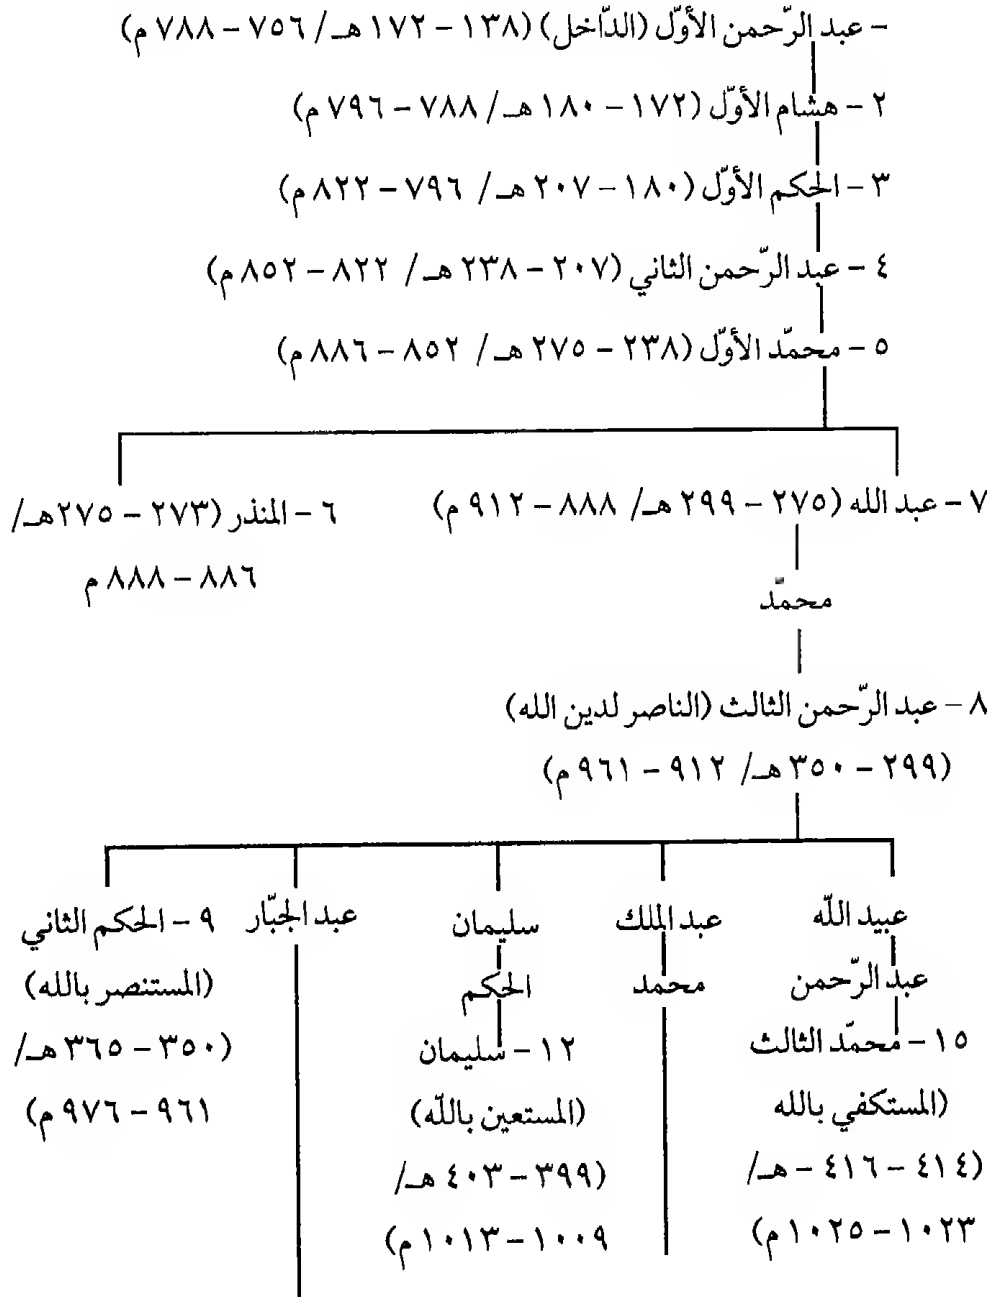 - عبد الرّحمن الأوّل (الدّاخل) (١٣٨ - ١٧٢ هـ/ ٧٥٦ - ٧٨٨ م)
٢ - هشام الأوّل (١٧٢ - ١٨٠ هـ/ ٧٨٨ - ٧٩٦ م)
٣ - الحكم الأوّل (١٨٠ - ٢٠٧ هـ/ ٧٩٦ - ٨٢٢ م)
٤ - عبد الرّحمن الثاني (٢٠٧ - ٢٣٨ هـ/ ٨٢٢ - ٨٥٢ م)
٥ - محمّد الأوّل (٢٣٨ - ٢٧٥ هـ/ ٨٥٢ - ٨٨٦ م)
٧ - عبد الله (٢٧٥ - ٢٩٩ هـ/ ٨٨٨ - ٩١٢ م)
٦ - المنذر (٢٧٣ - ٢٧٥ هـ/
٨٨٦ - ٨٨٨ م
محمّد
٨ - عبد الرّحمن الثالث (الناصر لدين الله)
(٢٩٩ - ٣٥٠ هـ/ ٩١٢ - ٩٦١ م)
عبيد اللّه
عبد الرّحمن
١٥ - محمّد الثالث
(المستكفي بالله
(٤١٤ - ٤١٦ - هـ/
١٠٢٣ - ١٠٢٥ م)
عبد الملك
محمد
سليمان
الحكم
١٢ - سليمان
(المستعين باللّه)
(٣٩٩ - ٤٠٣ هـ/
١٠٠٩ - ١٠١٣ م)
عبد الجبّار
٩ - الحكم الثاني
(المستنصر بالله)
(٣٥٠ - ٣٦٥ هـ/
٩٦١ - ٩٧٦ م)